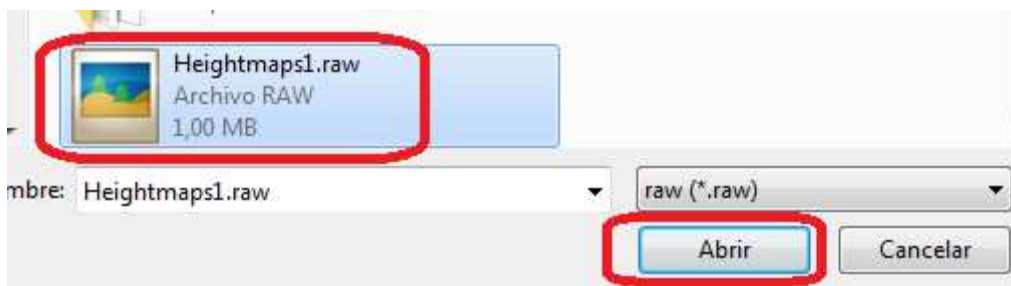 Heightmaps1.raw
Archivo RAW
1,00 MB
mbre: Heightmaps1.raw raw (*.raw)
Abrir Cancelar